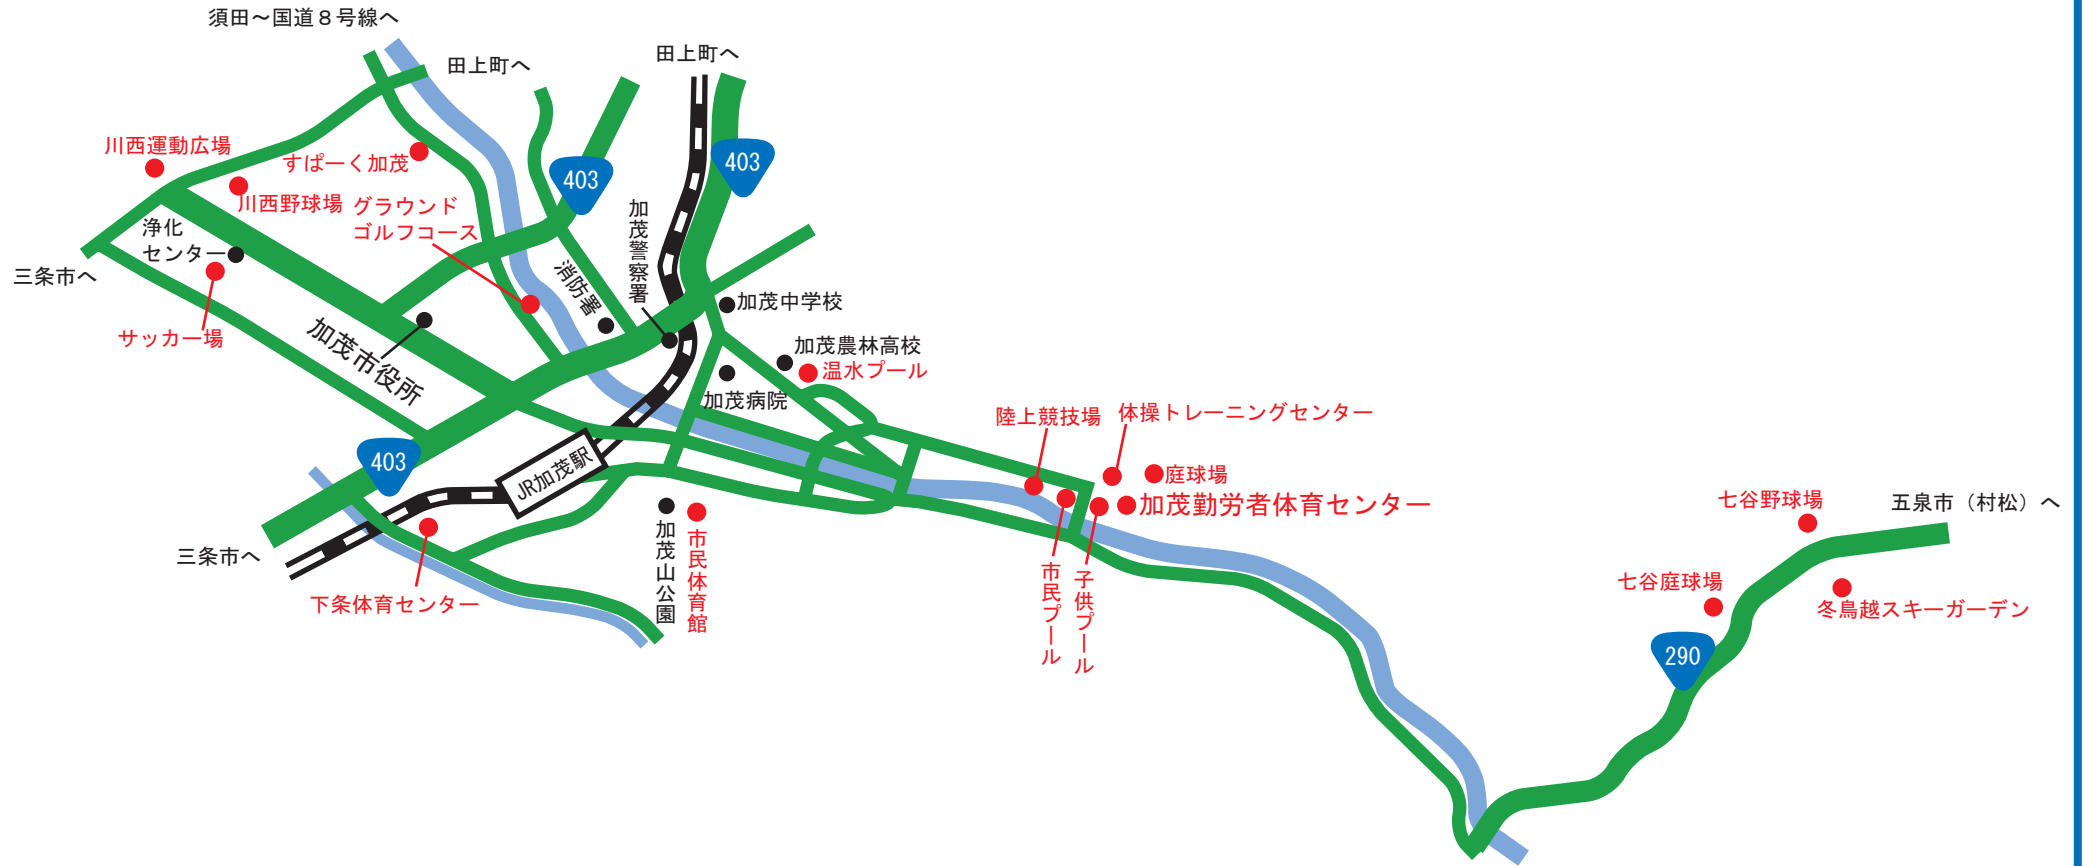 須田～国道８号線へ
田上町へ
田上町へ
川西運動広場
すぱーく加茂
403
403
川西野球場
グラウンド
ゴルフコース
加茂警察署
浄化
センター
三条市へ
消防署
加茂中学校
サッカー場
加茂市役所
加茂農林高校
温水プール
加茂病院
陸上競技場
体操トレーニングセンター
403
JR加茂駅
庭球場
加茂勤労者体育センター
七谷野球場
五泉市（村松）へ
三条市へ
加茂山公園
市民体育館
市民プール
子供プール
下条体育センター
七谷庭球場
冬鳥越スキーガーデン
290